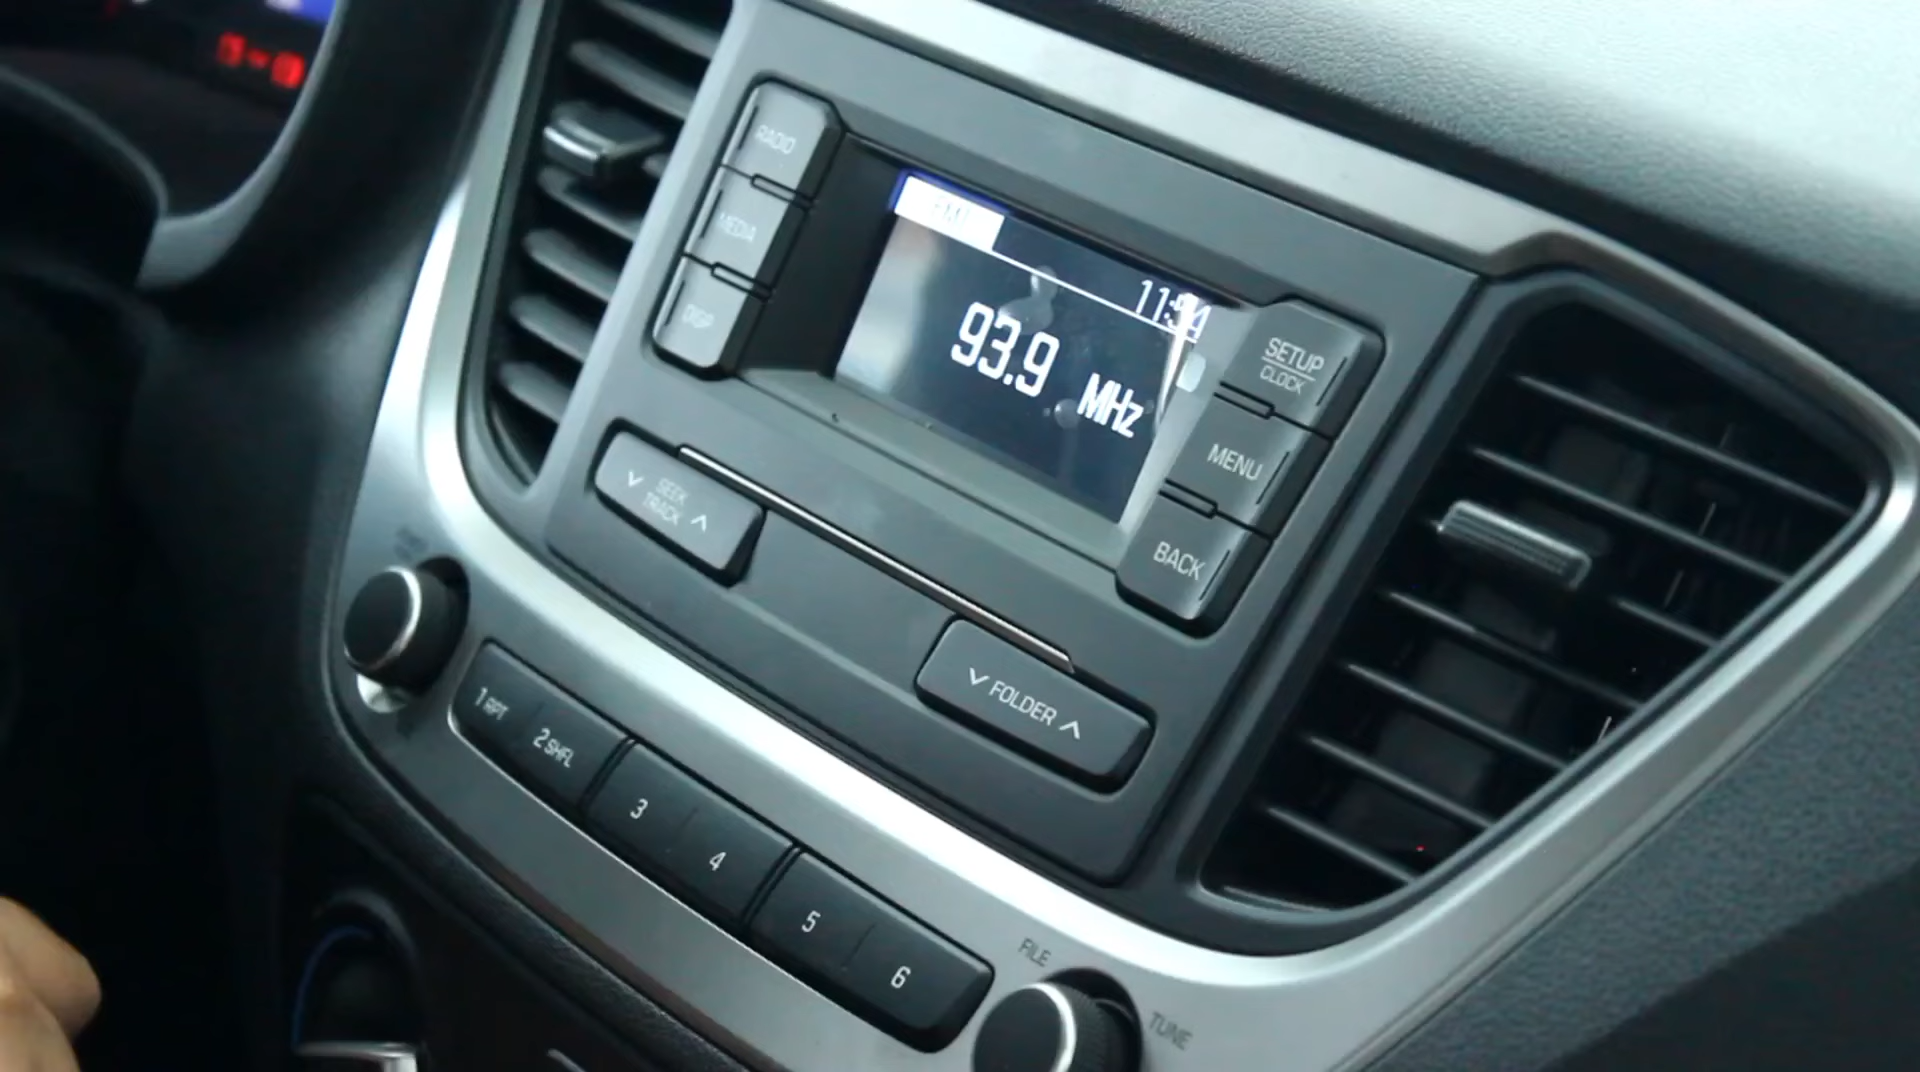 RADIO
MEDIA
DISP
FM1
11:54
93.9 MHz
SETUP
CLOCK
MENU
BACK
SEEK
TRACK
FOLDER
1 RPT
2 SHFL
3
4
5
6
FILE
TUNE